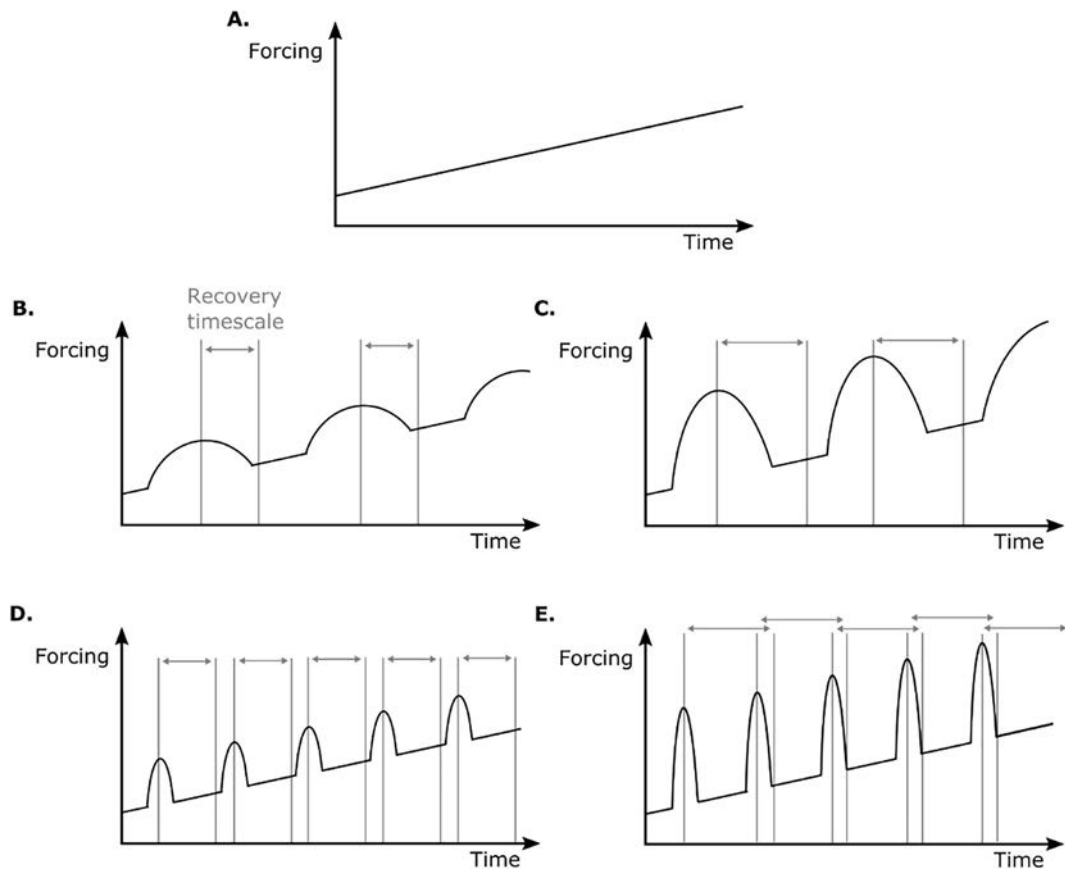 A.
Forcing
Time
B.
Recovery
timescale
Forcing
Time
C.
Forcing
Time
D.
Forcing
Time
E.
Forcing
Time